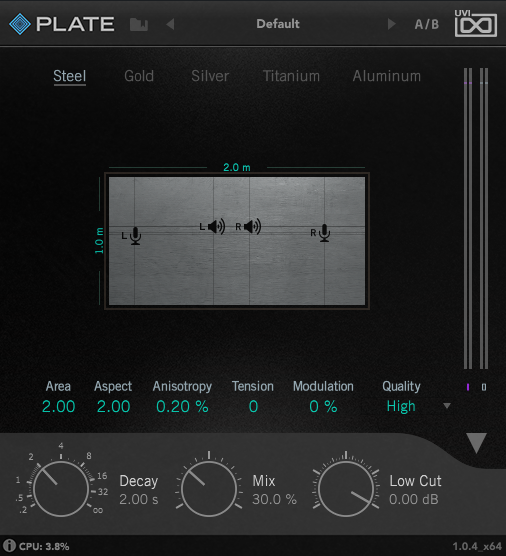 PLATE
Default
A/B
UVI
Steel Gold Silver Titanium Aluminum
2.0 m
1.0 m
L L R R
Area Aspect Anisotropy Tension Modulation Quality
2.00 2.00 0.20 % 0 0 % High
I O
.2 .5 1 2 4 8 16 32 ∞
Decay
2.00 s
Mix
30.0 %
Low Cut
0.00 dB
CPU: 3.8%
1.0.4_x64